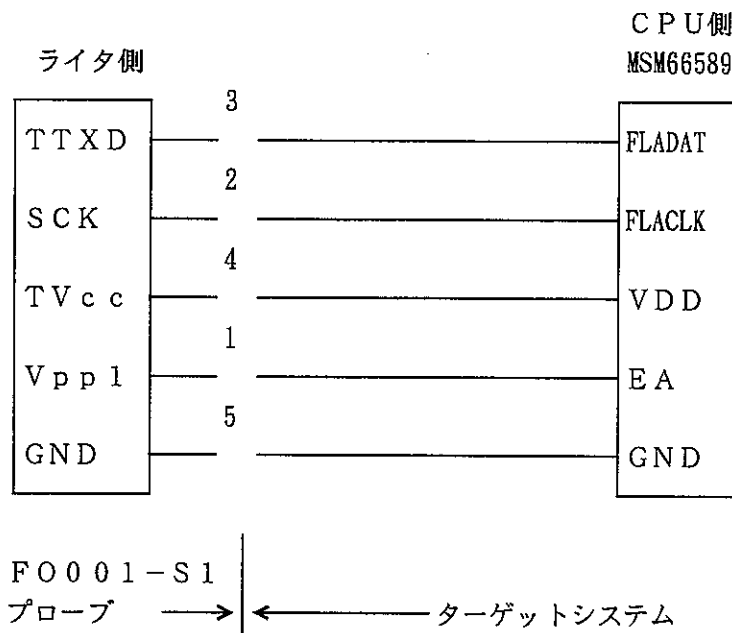 CPU側
ライタ側 MSM66589
3
TTXD FLADAT
2
SCK FLACLK
4
TVcc VDD
1
Vpp1 EA
5
GND GND
FO001-S1
プローブ ターゲットシステム